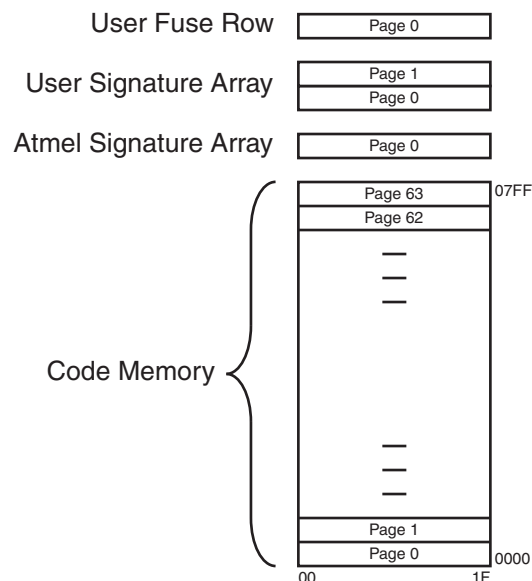 User Fuse Row
Page 0
User Signature Array
Page 1
Page 0
Atmel Signature Array
Page 0
Page 63
07FF
Page 62
Code Memory
Page 1
Page 0
0000
00
1F